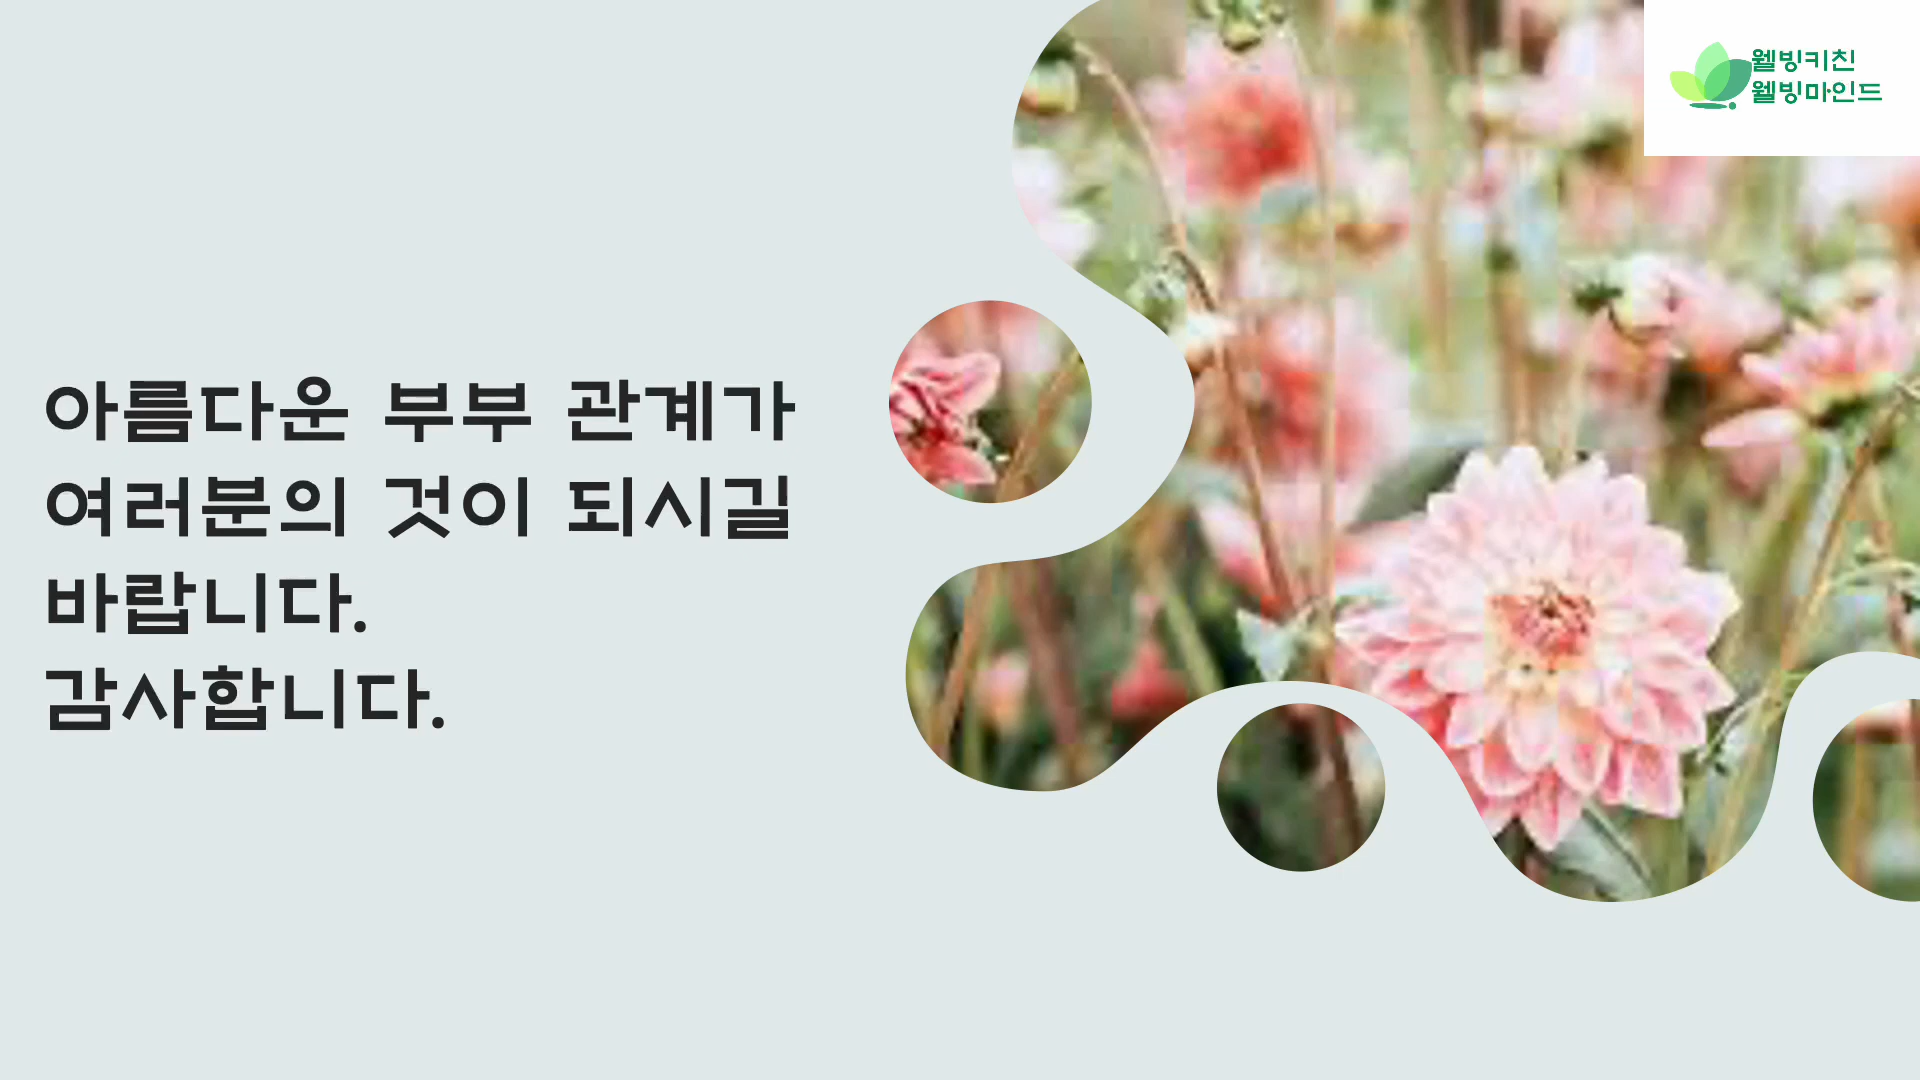 웰빙키친
웰빙마인드
아름다운 부부 관계가
여러분의 것이 되시길
바랍니다.
감사합니다.